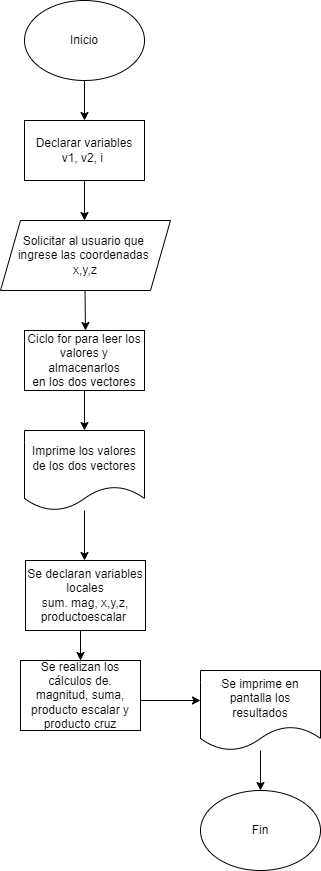 Inicio
Declarar variables
v1, v2, i
Solicitar al usuario que
ingrese las coordenadas
x,y,z
Ciclo for para leer los
valores y
almacenarlos
en los dos vectores
Imprime los valores
de los dos vectores
Se declaran variables
locales
sum. mag, x,y,z,
productoescalar
Se realizan los
cálculos de.
magnitud, suma,
producto escalar y
producto cruz
Se imprime en
pantalla los
resultados
Fin